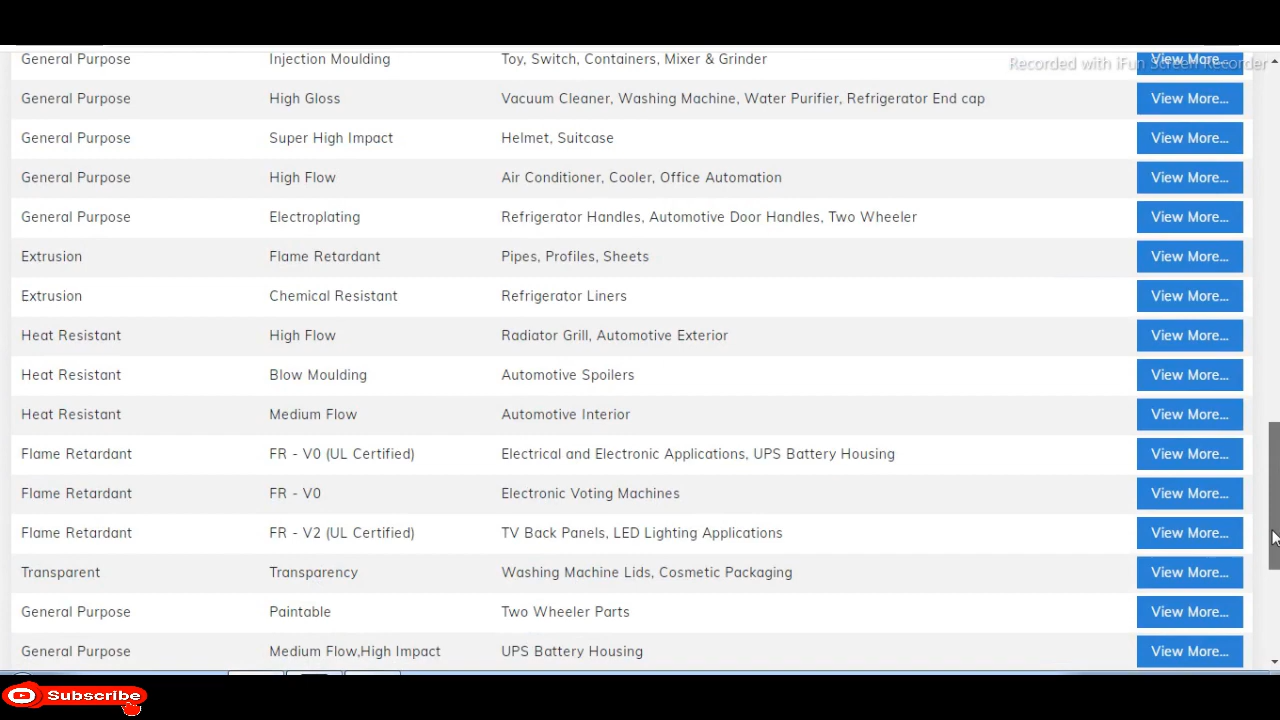 General Purpose Injection Moulding Toy, Switch, Containers, Mixer & Grinder View More...
Recorded with iFun Screen Recorder
General Purpose High Gloss Vacuum Cleaner, Washing Machine, Water Purifier, Refrigerator End cap View More...
General Purpose Super High Impact Helmet, Suitcase View More...
General Purpose High Flow Air Conditioner, Cooler, Office Automation View More...
General Purpose Electroplating Refrigerator Handles, Automotive Door Handles, Two Wheeler View More...
Extrusion Flame Retardant Pipes, Profiles, Sheets View More...
Extrusion Chemical Resistant Refrigerator Liners View More...
Heat Resistant High Flow Radiator Grill, Automotive Exterior View More...
Heat Resistant Blow Moulding Automotive Spoilers View More...
Heat Resistant Medium Flow Automotive Interior View More...
Flame Retardant FR - V0 (UL Certified) Electrical and Electronic Applications, UPS Battery Housing View More...
Flame Retardant FR - V0 Electronic Voting Machines View More...
Flame Retardant FR - V2 (UL Certified) TV Back Panels, LED Lighting Applications View More...
Transparent Transparency Washing Machine Lids, Cosmetic Packaging View More...
General Purpose Paintable Two Wheeler Parts View More...
General Purpose Medium Flow,High Impact UPS Battery Housing View More...
Subscribe